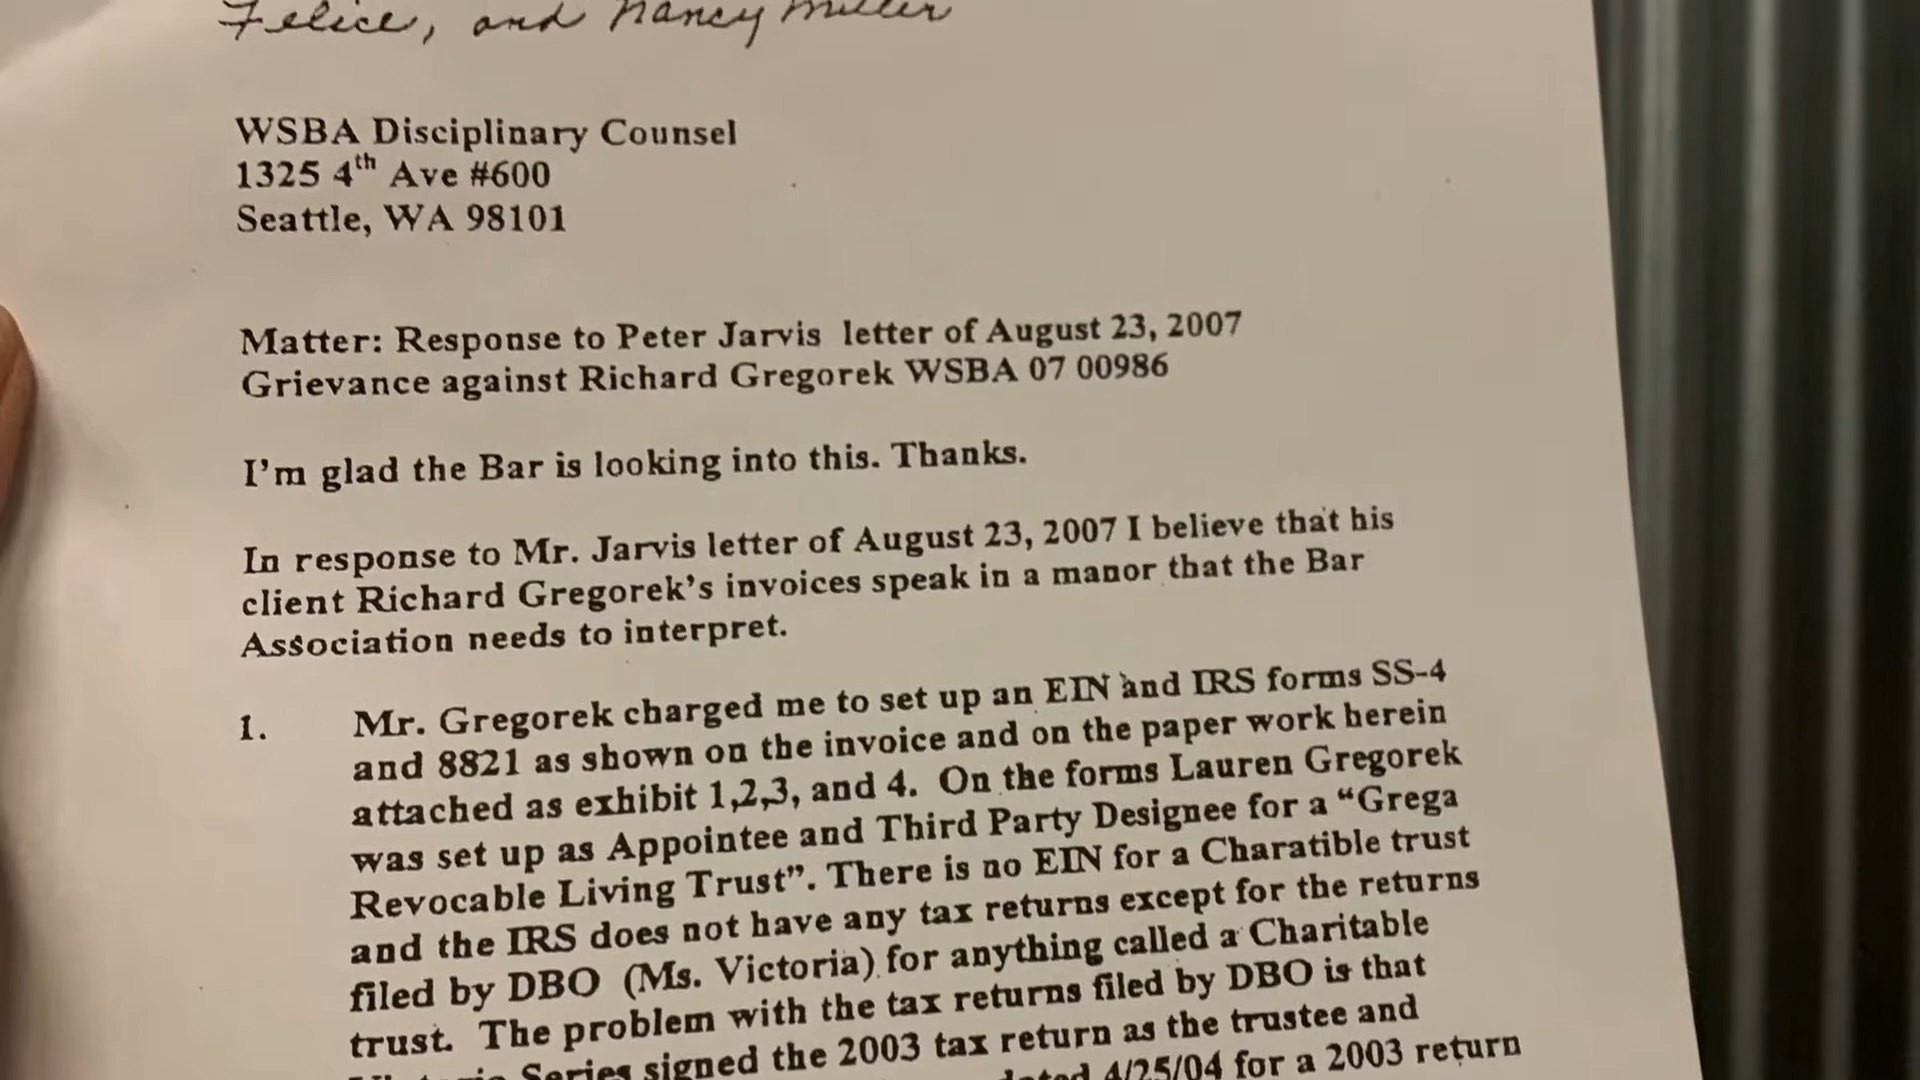 Felice, and Nancy Miller
WSBA Disciplinary Counsel
1325 4th Ave #600
Seattle, WA 98101
Matter: Response to Peter Jarvis letter of August 23, 2007
Grievance against Richard Gregorek WSBA 07 00986
I'm glad the Bar is looking into this. Thanks.
In response to Mr. Jarvis letter of August 23, 2007 I believe that his
client Richard Gregorek's invoices speak in a manor that the Bar
Association needs to interpret.
1. Mr. Gregorek charged me to set up an EIN and IRS forms SS-4
and 8821 as shown on the invoice and on the paper work herein
attached as exhibit 1,2,3, and 4. On the forms Lauren Gregorek
was set up as Appointee and Third Party Designee for a “Grega
Revocable Living Trust”. There is no EIN for a Charatible trust
and the IRS does not have any tax returns except for the returns
filed by DBO (Ms. Victoria) for anything called a Charitable
trust. The problem with the tax returns filed by DBO is that
Series signed the 2003 tax return as the trustee and
dated 4/25/04 for a 2003 return